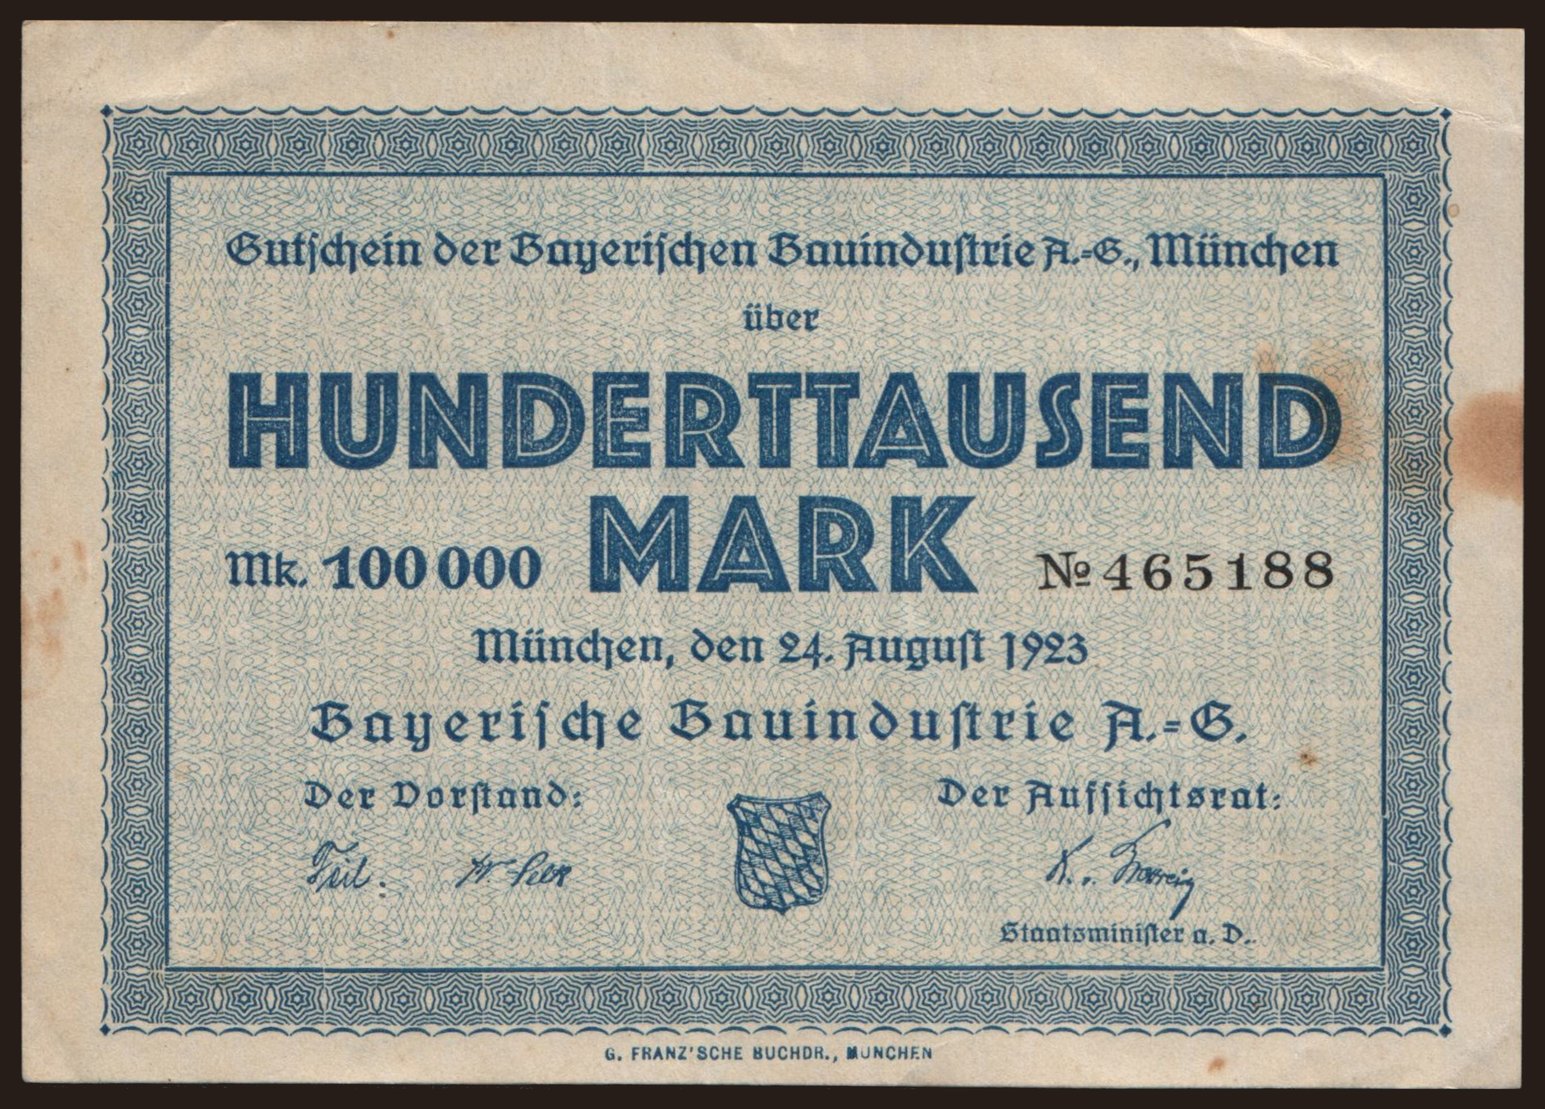 Gutschein der Bayerischen Bauindustrie A.=G., München
über
HUNDERTTAUSEND
MARK
Mk. 100 000
№ 465188
München, den 24. August 1923
Bayerische Bauindustrie A.=G.
Der Vorstand:
Der Aufsichtsrat:
Staatsminister a. D.
G. FRANZ'SCHE BUCHDR., MÜNCHEN